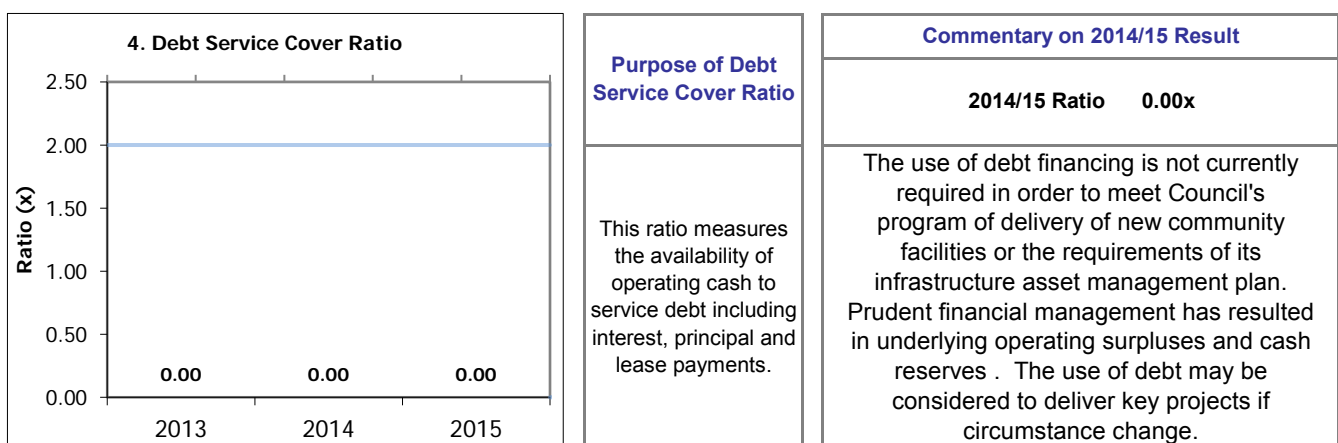 4. Debt Service Cover Ratio
2.50
2.00
1.50
1.00
0.50
0.00
Ratio (x)
0.00 0.00 0.00
2013 2014 2015
Purpose of Debt
Service Cover Ratio
This ratio measures
the availability of
operating cash to
service debt including
interest, principal and
lease payments.
Commentary on 2014/15 Result
2014/15 Ratio 0.00x
The use of debt financing is not currently
required in order to meet Council's
program of delivery of new community
facilities or the requirements of its
infrastructure asset management plan.
Prudent financial management has resulted
in underlying operating surpluses and cash
reserves . The use of debt may be
considered to deliver key projects if
circumstance change.